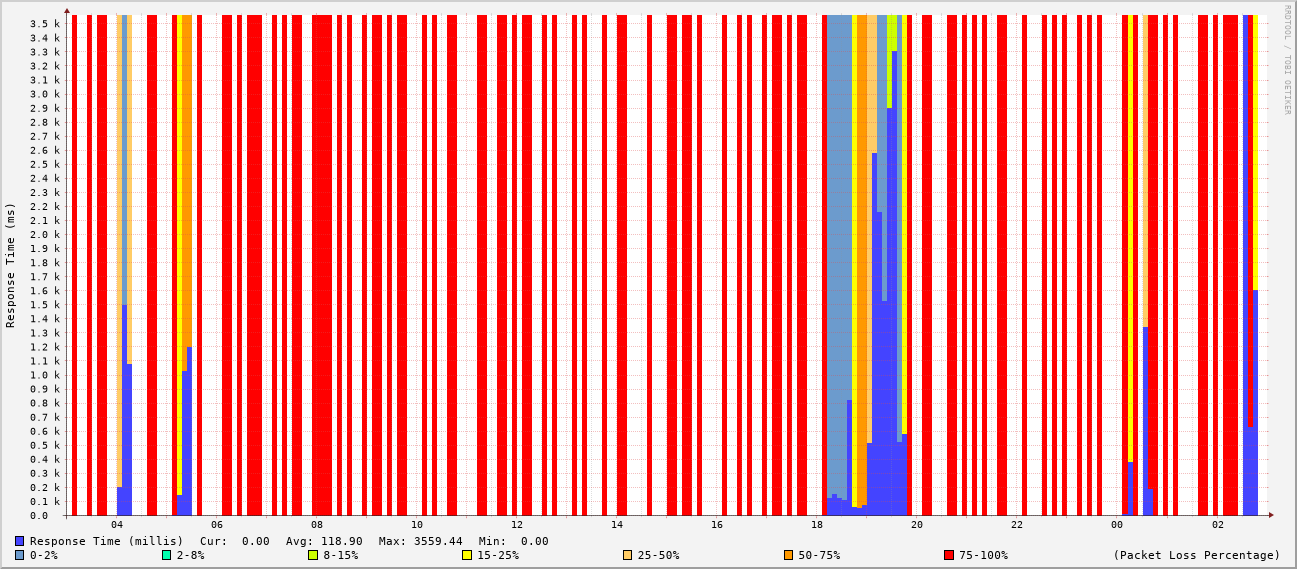 RRDTOOL / TOBI OETIKER
Response Time (ms)
3.5 k
3.4 k
3.3 k
3.2 k
3.1 k
3.0 k
2.9 k
2.8 k
2.7 k
2.6 k
2.5 k
2.4 k
2.3 k
2.2 k
2.1 k
2.0 k
1.9 k
1.8 k
1.7 k
1.6 k
1.5 k
1.4 k
1.3 k
1.2 k
1.1 k
1.0 k
0.9 k
0.8 k
0.7 k
0.6 k
0.5 k
0.4 k
0.3 k
0.2 k
0.1 k
0.0
04 06 08 10 12 14 16 18 20 22 00 02
Response Time (millis) Cur: 0.00 Avg: 118.90 Max: 3559.44 Min: 0.00
0-2% 2-8% 8-15% 15-25% 25-50% 50-75% 75-100% (Packet Loss Percentage)